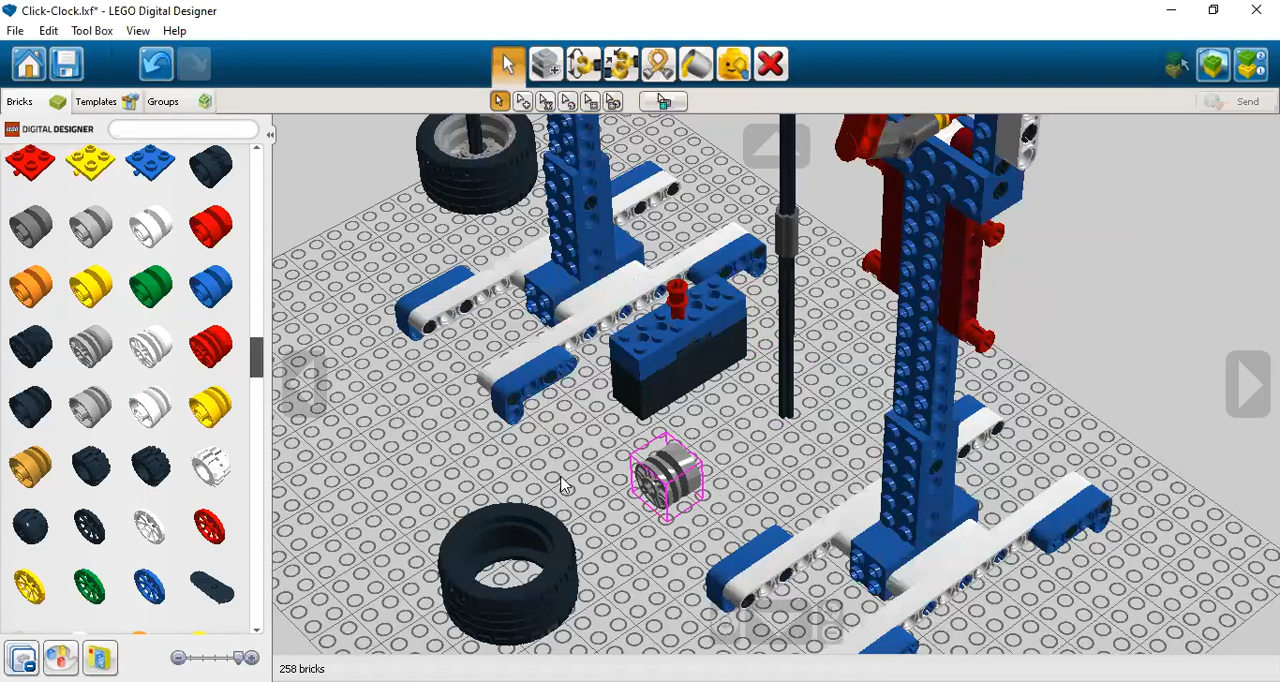 Click-Clock.lxf* - LEGO Digital Designer
File Edit Tool Box View Help
Bricks Templates Groups Send
LEGO DIGITAL DESIGNER
258 bricks